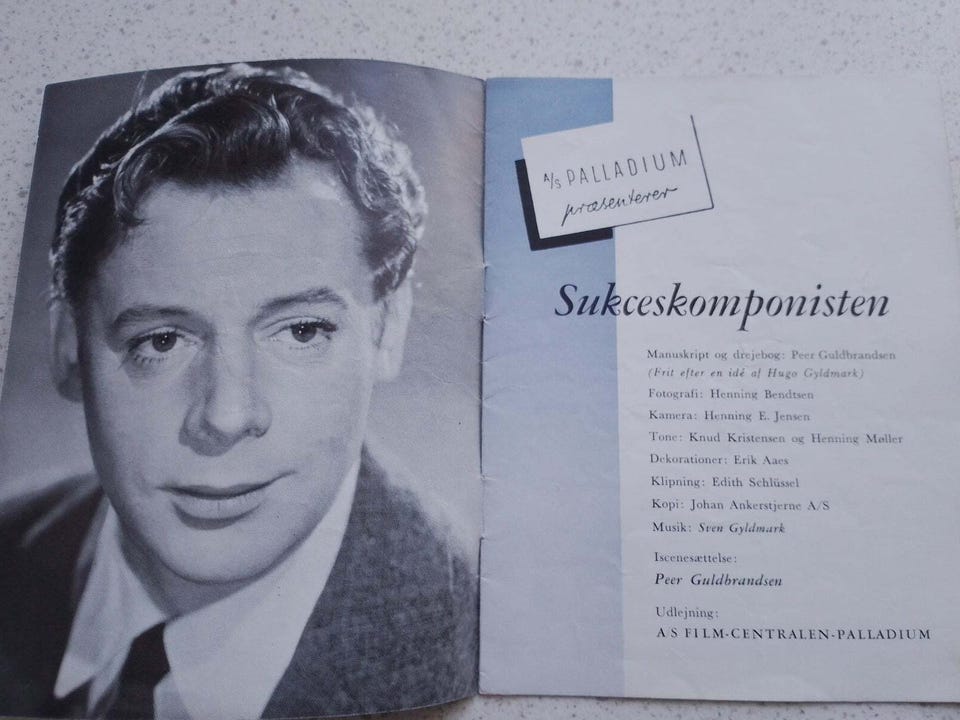 A/S PALLADIUM
præsenterer
Sukceskomponisten
Manuskript og drejebog: Peer Guldbrandsen
(Frit efter en idé af Hugo Gyldmark)
Fotografi: Henning Bendtsen
Kamera: Henning E. Jensen
Tone: Knud Kristensen og Henning Møller
Dekorationer: Erik Aaes
Klipning: Edith Schlüssel
Kopi: Johan Ankerstjerne A/S
Musik: Sven Gyldmark
Iscenesættelse:
Peer Guldbrandsen
Udlejning:
A/S FILM-CENTRALEN-PALLADIUM